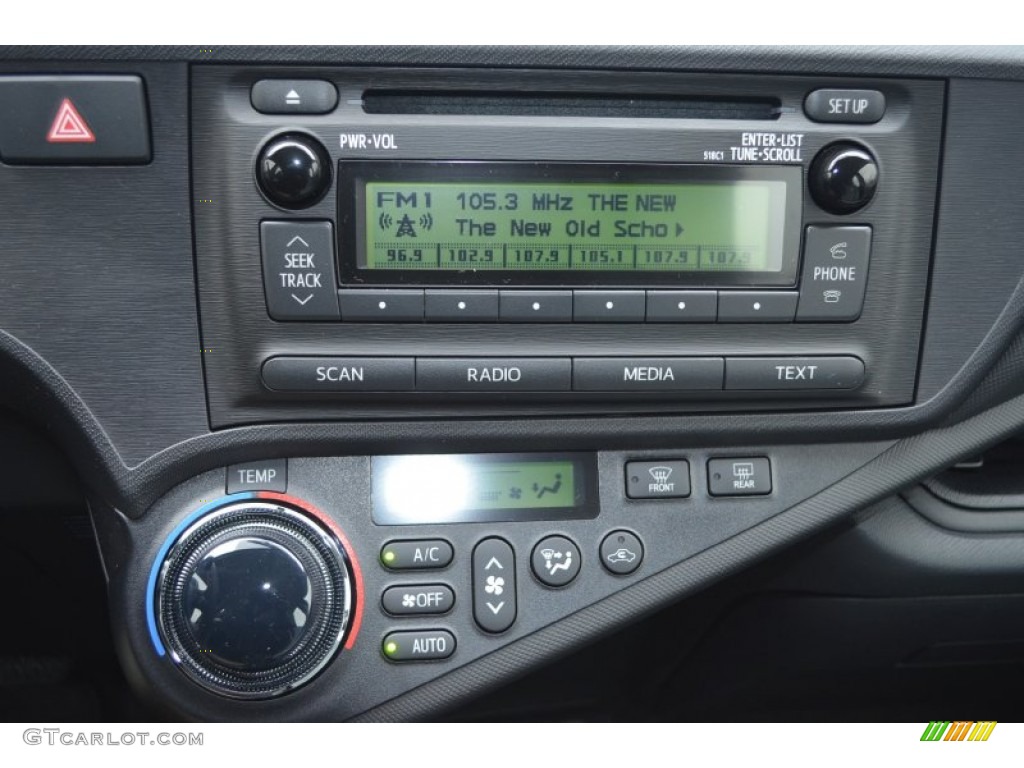 SET UP
PWR•VOL
ENTER•LIST
518C1 TUNE•SCROLL
FM1 105.3 MHz THE NEW
The New Old Scho
SEEK
TRACK
PHONE
96.9 102.9 107.9 105.1 107.9 107.9
SCAN RADIO MEDIA TEXT
TEMP
FRONT
REAR
A/C
OFF
AUTO
GTCARLOT.COM